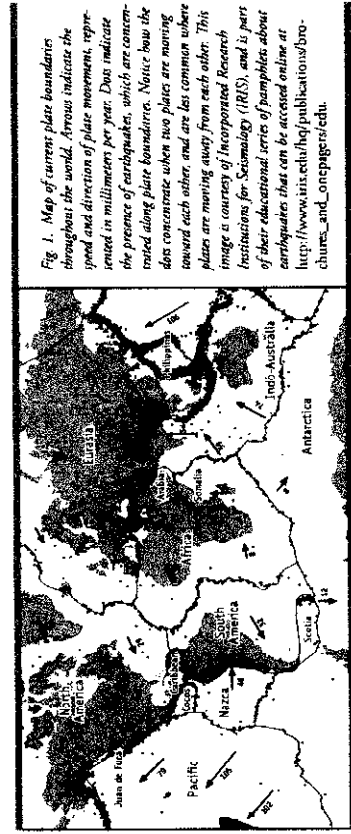 Fig. 1. Map of current plate boundaries
throughout the world. Arrows indicate the
speed and direction of plate movement, repre-
sented in millimeters per year. Dots indicate
the presence of earthquakes, which are concen-
trated along plate boundaries. Notice how the
dots concentrate when two plates are moving
toward each other, and are less common where
plates are moving away from each other. This
image is courtesy of Incorporated Research
Institutions for Seismology (IRIS), and is part
of their educational series of pamphlets about
earthquakes that can be accessed online at
http://www.iris.edu/hq/publications/bro-
chures_and_onepagers/edu.
North
America
Eurasia
Juan de Fuca
Caribbean
Cocos
Arabia
Philippines
Pacific
Africa
Somalia
Nazca
South
America
Indo-Australia
Scotia
Antarctica
79
106
102
44
12
106